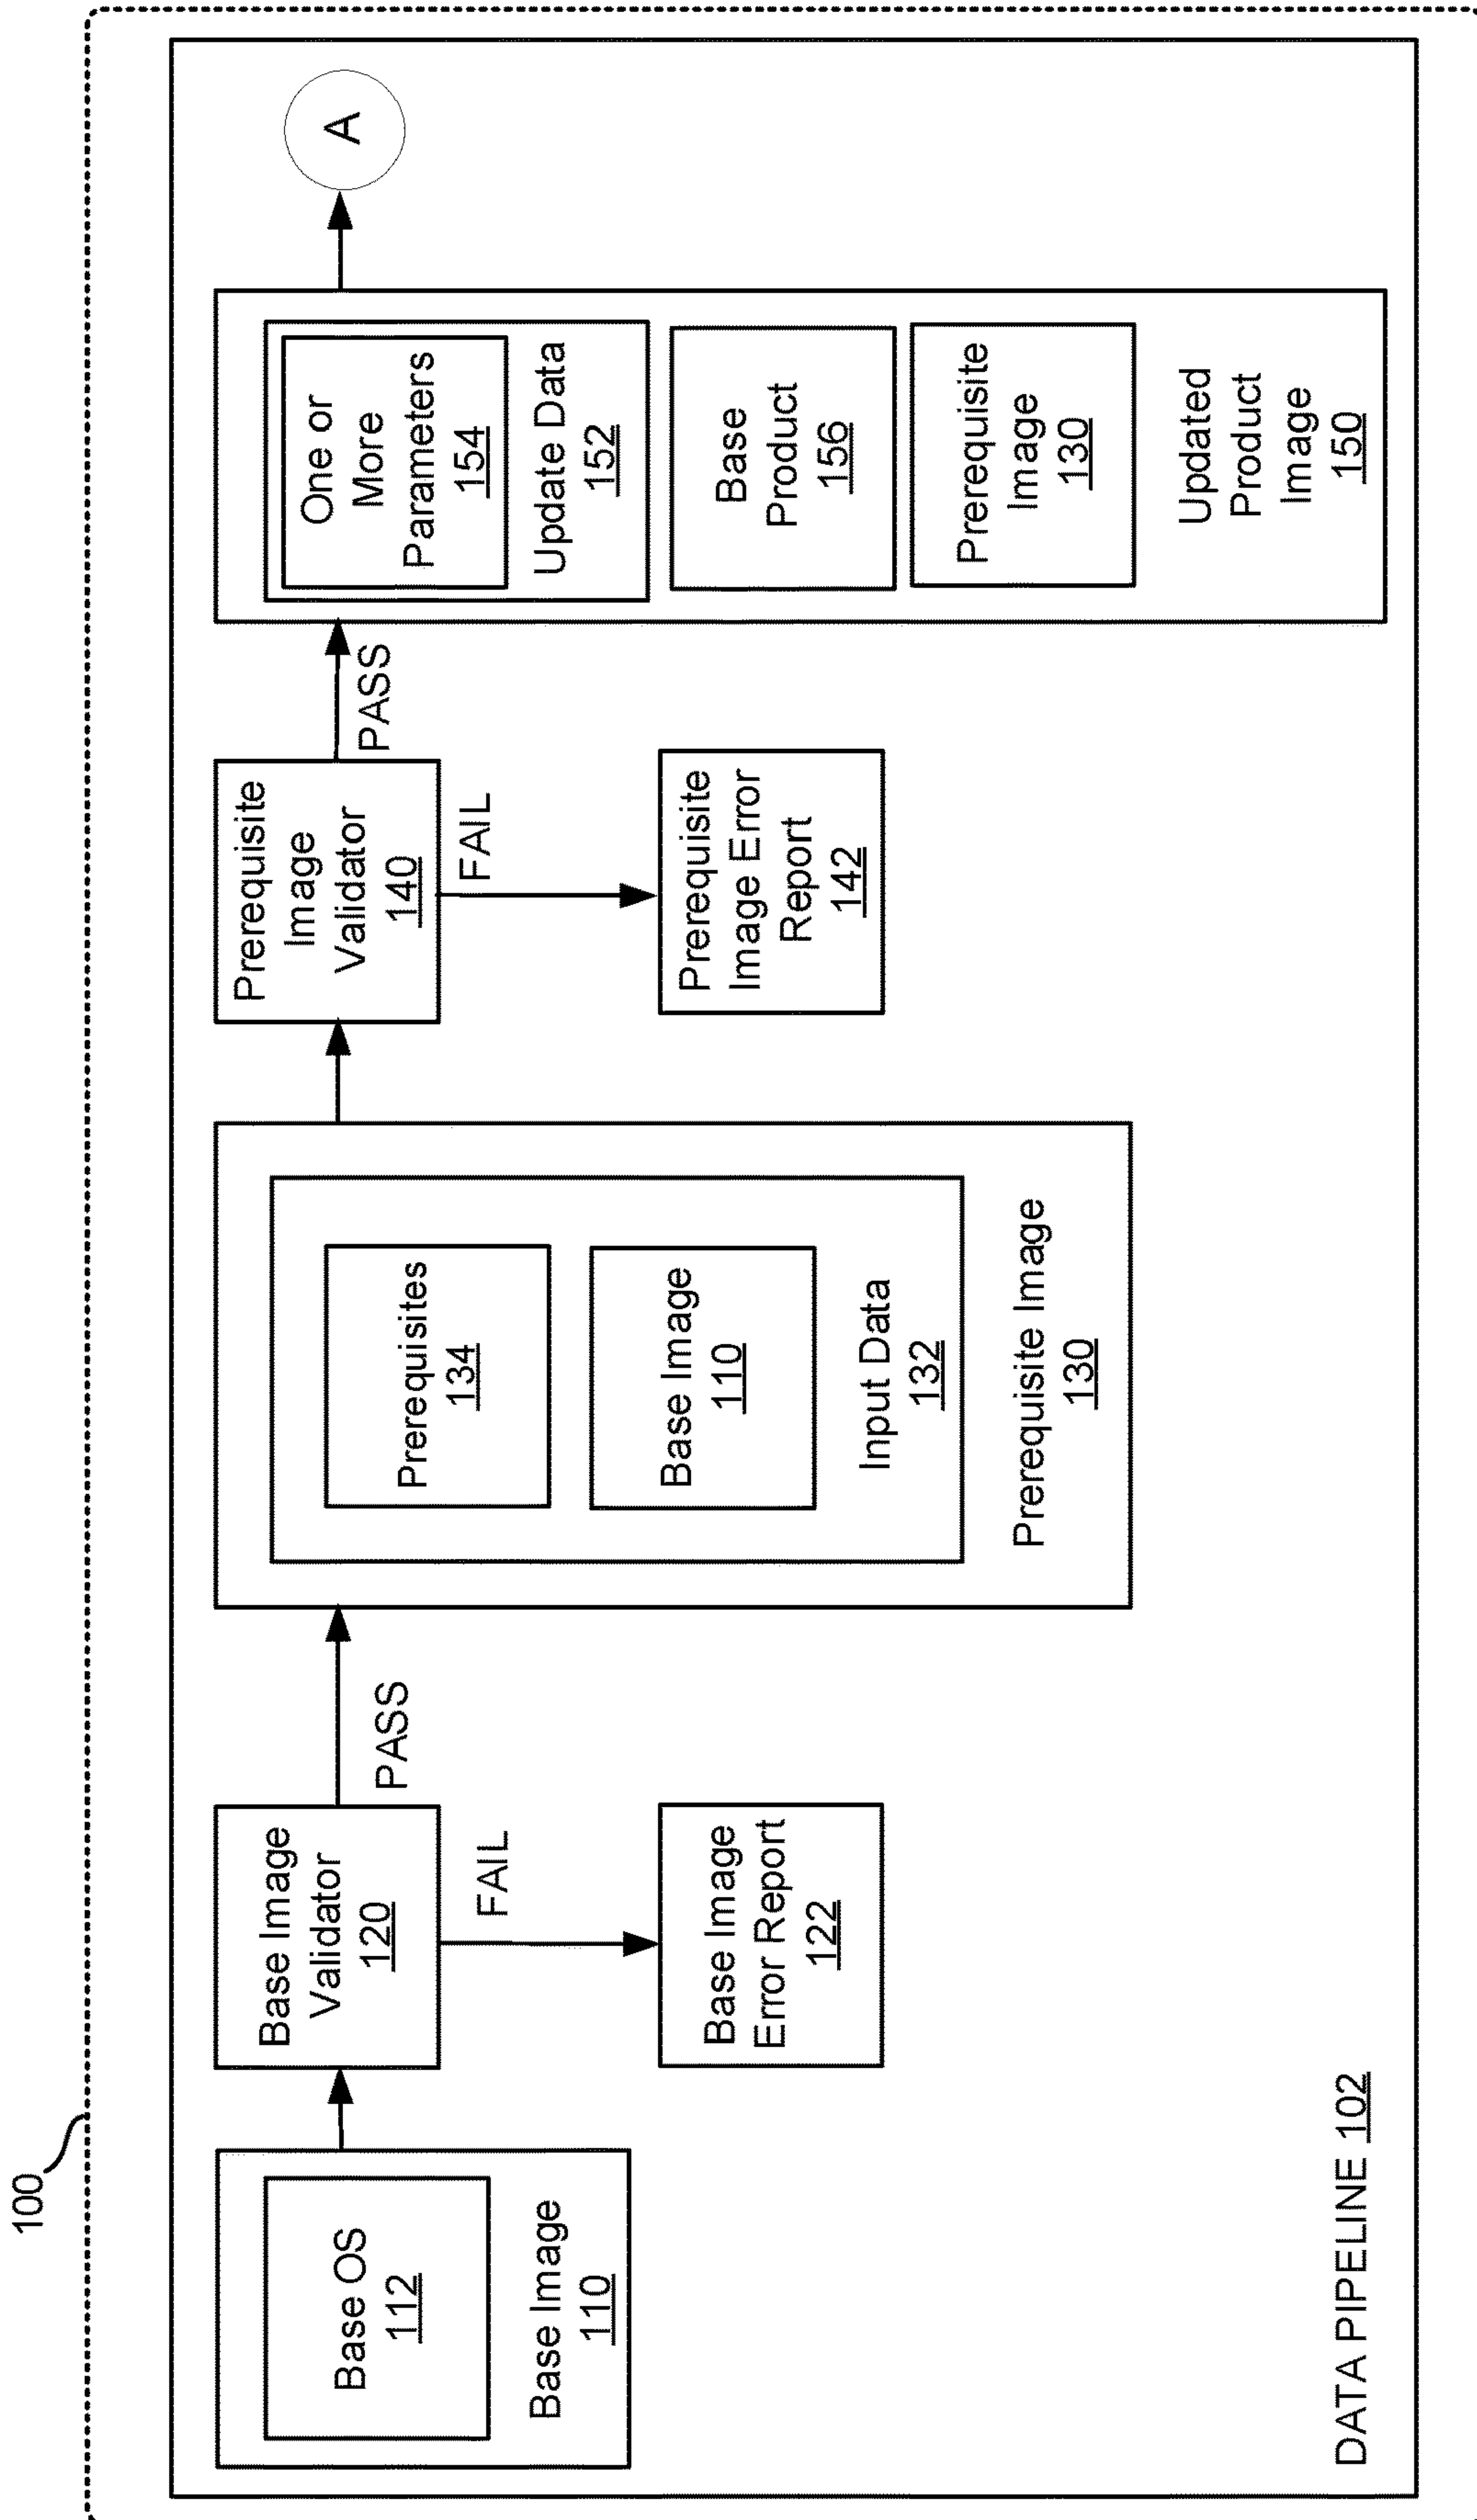 100
Base OS
112
Base Image
110
Base Image
Validator
120
PASS
FAIL
Base Image
Error Report
122
Prerequisites
134
Base Image
110
Input Data
132
Prerequisite Image
130
Prerequisite
Image
Validator
140
PASS
FAIL
Prerequisite
Image Error
Report
142
One or
More
Parameters
154
Update Data
152
Base
Product
156
Prerequisite
Image
130
Updated
Product
Image
150
A
DATA PIPELINE 102